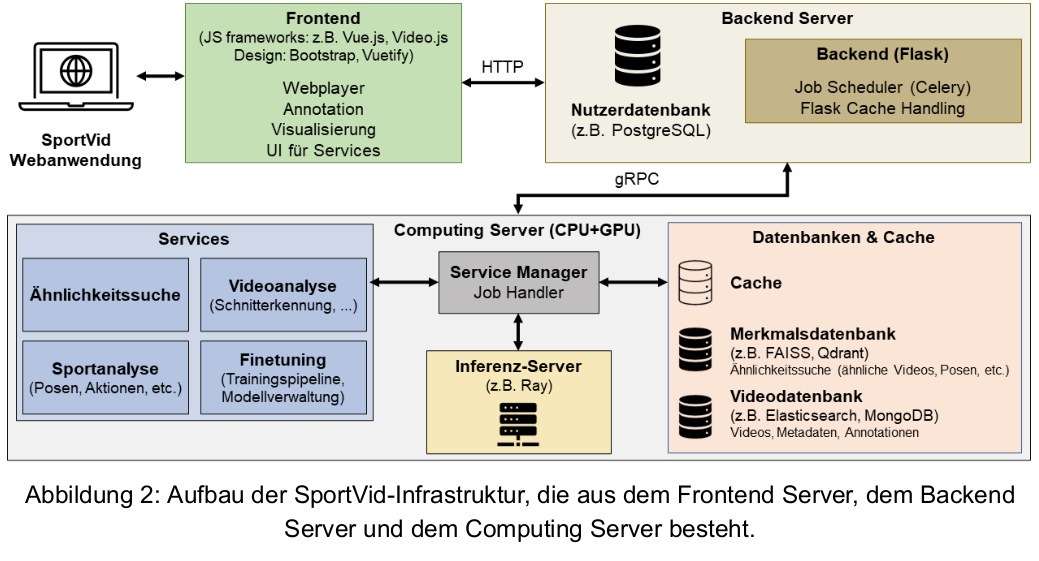 Frontend
(JS frameworks: z.B. Vue.js, Video.js
Design: Bootstrap, Vuetify)
Webplayer
Annotation
Visualisierung
UI für Services
SportVid
Webanwendung
HTTP
Backend Server
Nutzerdatenbank
(z.B. PostgreSQL)
Backend (Flask)
Job Scheduler (Celery)
Flask Cache Handling
gRPC
Computing Server (CPU+GPU)
Services
Ähnlichkeitssuche
Videoanalyse
(Schnitterkennung, ...)
Sportanalyse
(Posen, Aktionen, etc.)
Finetuning
(Trainingspipeline,
Modellverwaltung)
Service Manager
Job Handler
Inferenz-Server
(z.B. Ray)
Datenbanken & Cache
Cache
Merkmalsdatenbank
(z.B. FAISS, Qdrant)
Ähnlichkeitssuche (ähnliche Videos, Posen, etc.)
Videodatenbank
(z.B. Elasticsearch, MongoDB)
Videos, Metadaten, Annotationen
Abbildung 2: Aufbau der SportVid-Infrastruktur, die aus dem Frontend Server, dem Backend
Server und dem Computing Server besteht.